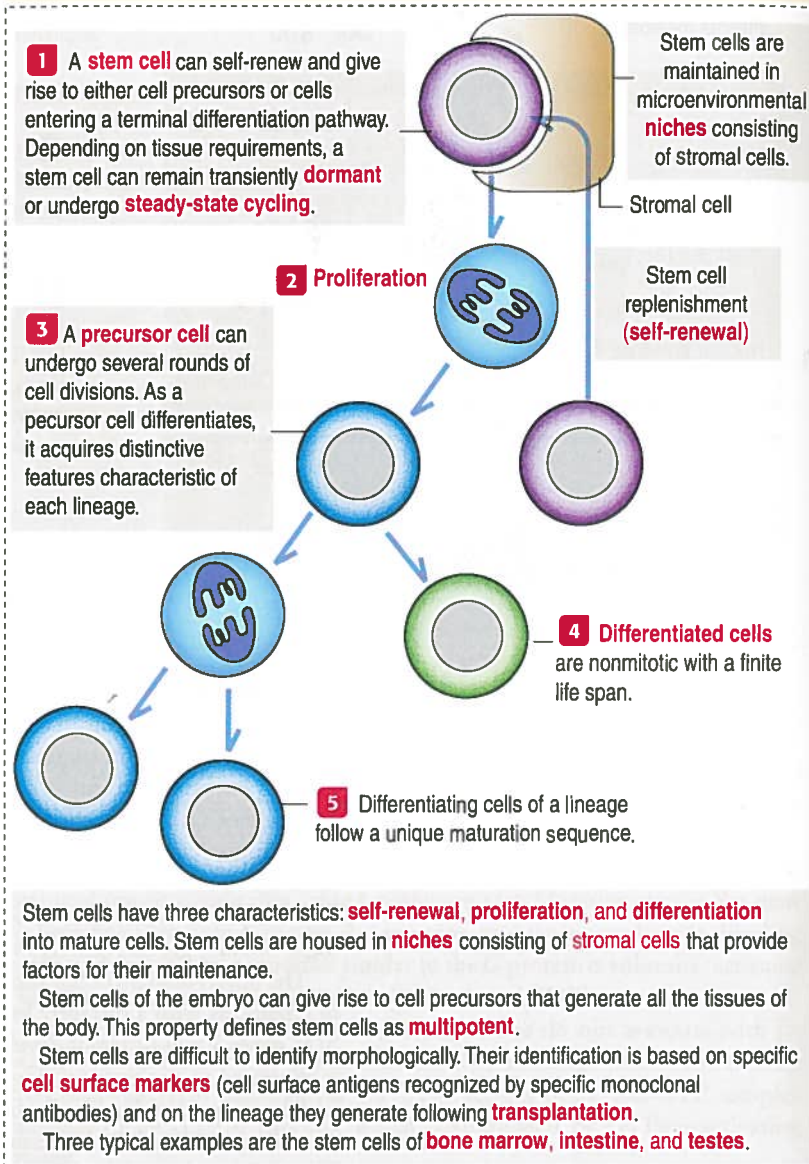 1 A stem cell can self-renew and give
rise to either cell precursors or cells
entering a terminal differentiation pathway.
Depending on tissue requirements, a
stem cell can remain transiently dormant
or undergo steady-state cycling.
Stem cells are
maintained in
microenvironmental
niches consisting
of stromal cells.
Stromal cell
2 Proliferation
Stem cell
replenishment
(self-renewal)
3 A precursor cell can
undergo several rounds of
cell divisions. As a
pecursor cell differentiates,
it acquires distinctive
features characteristic of
each lineage.
4 Differentiated cells
are nonmitotic with a finite
life span.
5 Differentiating cells of a lineage
follow a unique maturation sequence.
Stem cells have three characteristics: self-renewal, proliferation, and differentiation
into mature cells. Stem cells are housed in niches consisting of stromal cells that provide
factors for their maintenance.
Stem cells of the embryo can give rise to cell precursors that generate all the tissues of
the body. This property defines stem cells as multipotent.
Stem cells are difficult to identify morphologically. Their identification is based on specific
cell surface markers (cell surface antigens recognized by specific monoclonal
antibodies) and on the lineage they generate following transplantation.
Three typical examples are the stem cells of bone marrow, intestine, and testes.